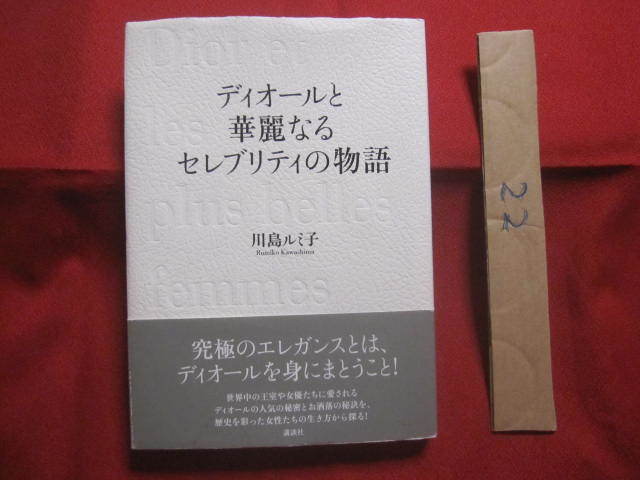 Dior et
les
plus belles
femmes
ディオールと
華麗なる
セレブリティの物語
川島ルミ子
Rumiko Kawashima
究極のエレガンスとは、
ディオールを身にまとうこと!
世界中の王室や女優たちに愛される
ディオールの人気の秘密とお洒落の秘訣を、
歴史を彩った女性たちの生き方から探る!
講談社
22